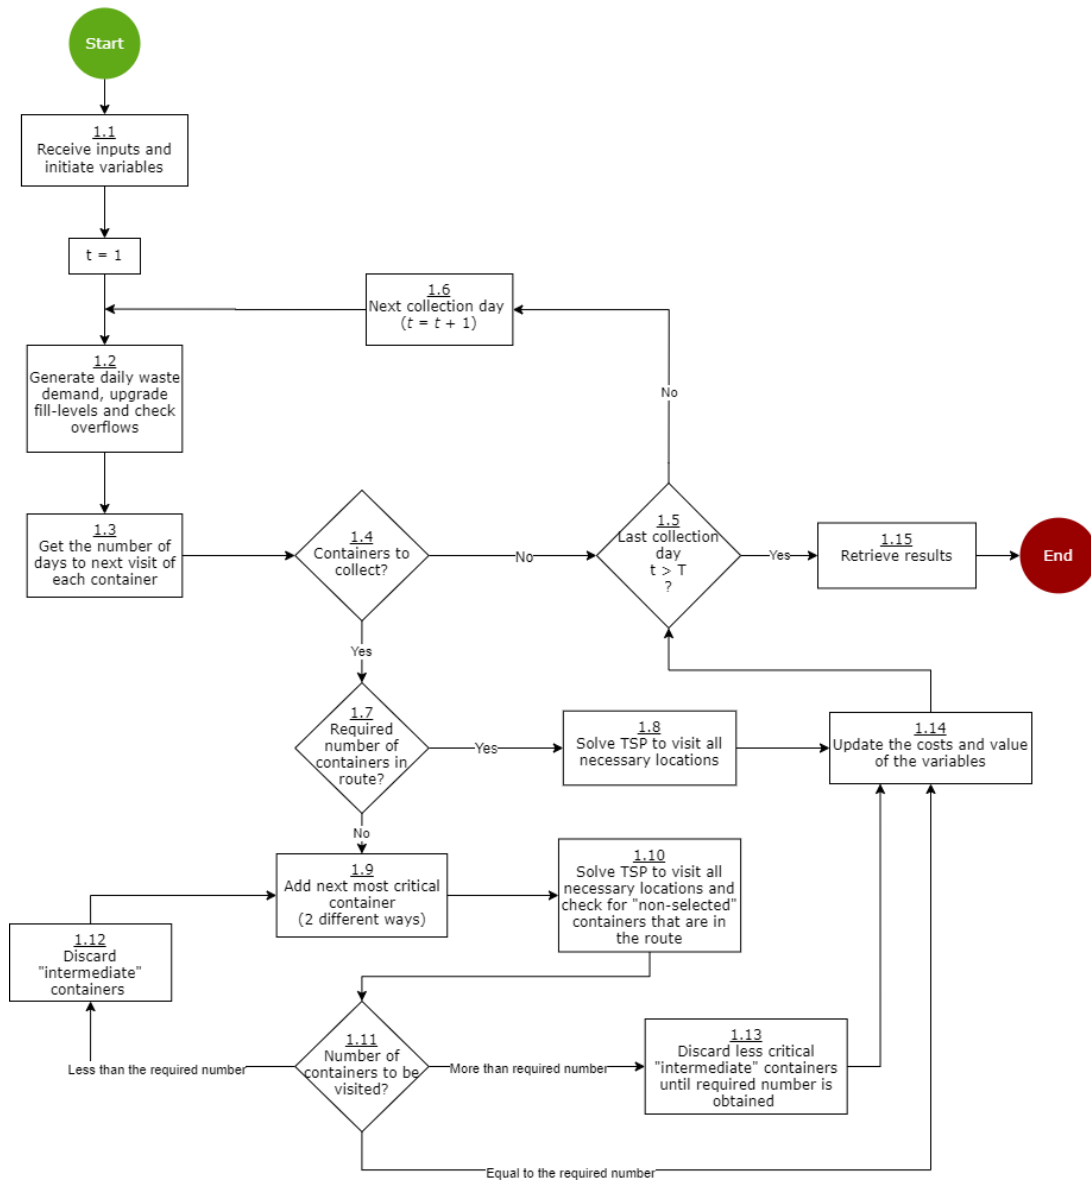 Start
1.1
Receive inputs and
initiate variables
t = 1
1.6
Next collection day
(t = t + 1)
1.2
Generate daily waste
demand, upgrade
fill-levels and check
overflows
No
1.3
Get the number of
days to next visit of
each container
1.4
Containers to
collect?
No
1.5
Last collection
day
t > T
?
Yes
1.15
Retrieve results
End
Yes
1.7
Required
number of
containers in
route?
Yes
1.8
Solve TSP to visit all
necessary locations
1.14
Update the costs and value
of the variables
No
1.9
Add next most critical
container
(2 different ways)
1.10
Solve TSP to visit all
necessary locations and
check for "non-selected"
containers that are in
the route
1.12
Discard
"intermediate"
containers
1.11
Number of
containers to be
visited?
Less than the required number
More than required number
1.13
Discard less critical
"intermediate" containers
until required number is
obtained
Equal to the required number